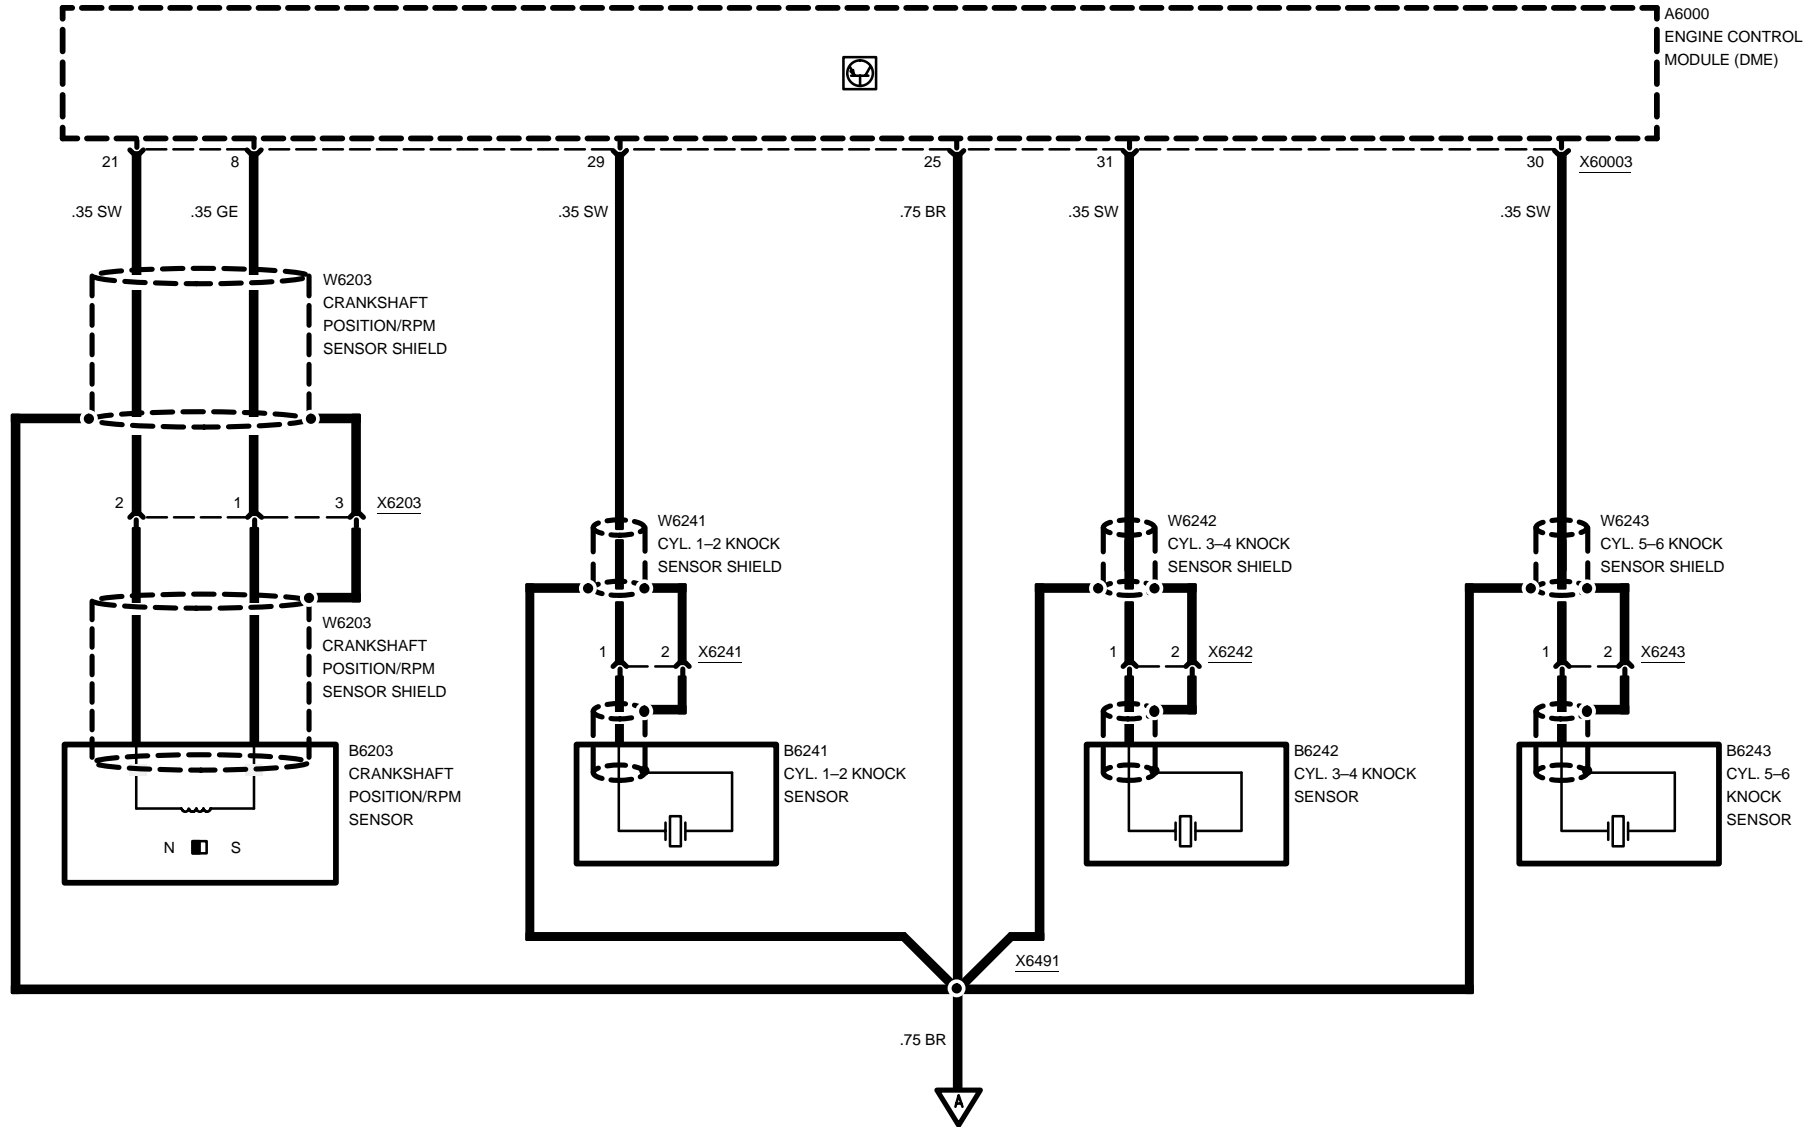 A6000
ENGINE CONTROL
MODULE (DME)
21
8
29
25
31
30
X60003
.35 SW
.35 GE
.35 SW
.75 BR
.35 SW
.35 SW
W6203
CRANKSHAFT
POSITION/RPM
SENSOR SHIELD
2
1
3
X6203
W6241
CYL. 1–2 KNOCK
SENSOR SHIELD
W6242
CYL. 3–4 KNOCK
SENSOR SHIELD
W6243
CYL. 5–6 KNOCK
SENSOR SHIELD
W6203
CRANKSHAFT
POSITION/RPM
SENSOR SHIELD
1
2
X6241
1
2
X6242
1
2
X6243
B6203
CRANKSHAFT
POSITION/RPM
SENSOR
N
S
B6241
CYL. 1–2 KNOCK
SENSOR
B6242
CYL. 3–4 KNOCK
SENSOR
B6243
CYL. 5–6
KNOCK
SENSOR
X6491
.75 BR
A